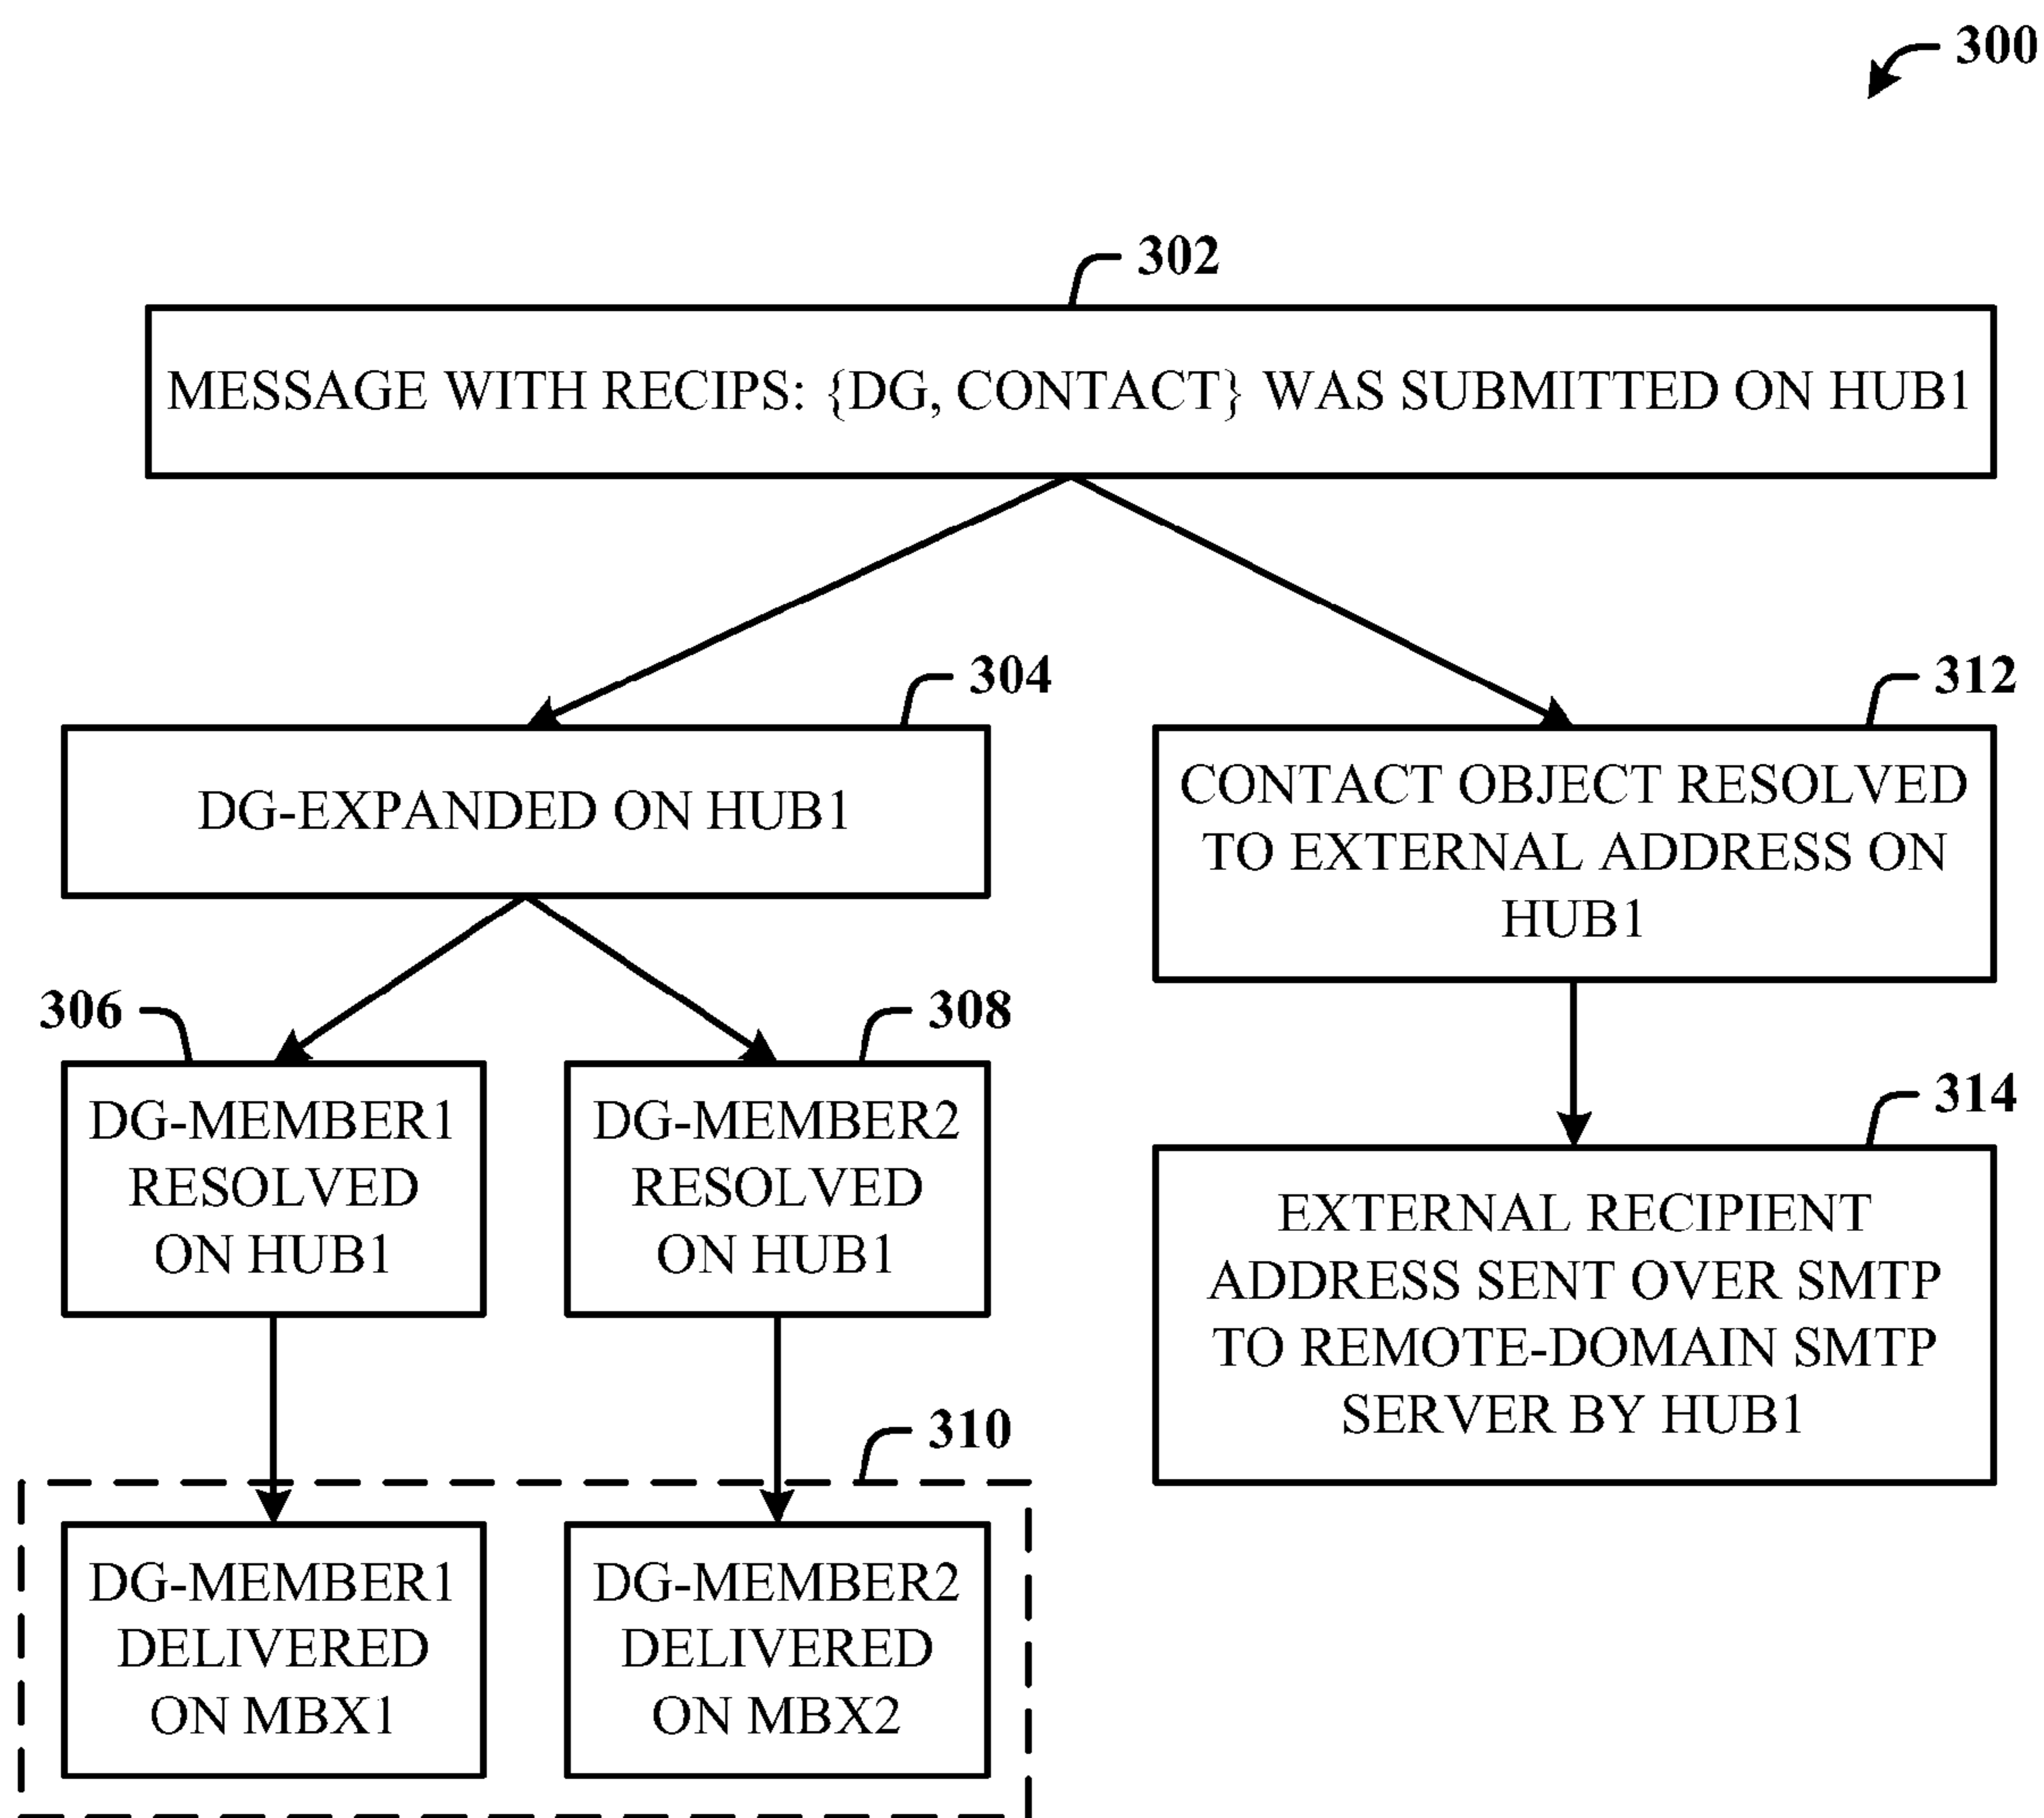 300
302
MESSAGE WITH RECIPS: {DG, CONTACT} WAS SUBMITTED ON HUB1
304
DG-EXPANDED ON HUB1
312
CONTACT OBJECT RESOLVED
TO EXTERNAL ADDRESS ON
HUB1
306
DG-MEMBER1
RESOLVED
ON HUB1
308
DG-MEMBER2
RESOLVED
ON HUB1
314
EXTERNAL RECIPIENT
ADDRESS SENT OVER SMTP
TO REMOTE-DOMAIN SMTP
SERVER BY HUB1
310
DG-MEMBER1
DELIVERED
ON MBX1
DG-MEMBER2
DELIVERED
ON MBX2